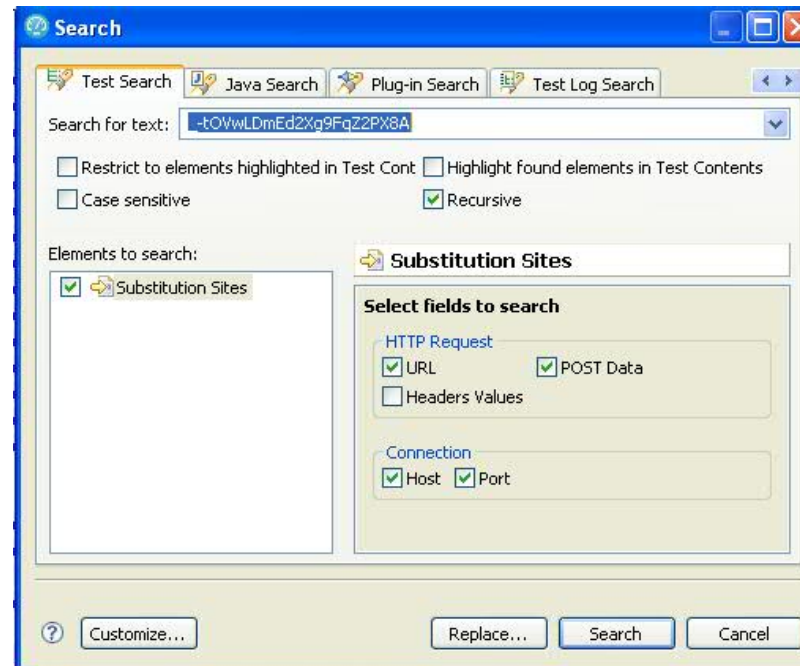 Search
Test Search Java Search Plug-in Search Test Log Search
Search for text: _-tOVwLDmEd2Xg9FqZ2PX8A
Restrict to elements highlighted in Test Cont Highlight found elements in Test Contents
Case sensitive Recursive
Elements to search: Substitution Sites
Substitution Sites
Select fields to search
HTTP Request
URL POST Data
Headers Values
Connection
Host Port
Customize... Replace... Search Cancel